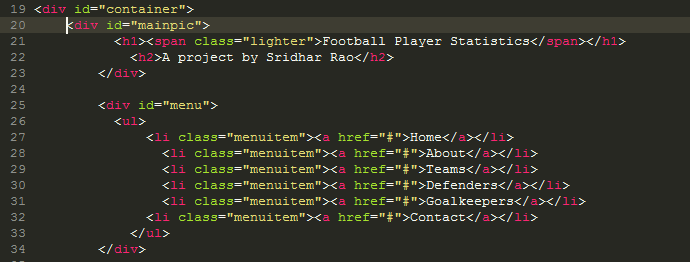 19 <div id="container">
20 <div id="mainpic">
21 <h1><span class="lighter">Football Player Statistics</span></h1>
22 <h2>A project by Sridhar Rao</h2>
23 </div>
24
25 <div id="menu">
26 <ul>
27 <li class="menuitem"><a href="#">Home</a></li>
28 <li class="menuitem"><a href="#">About</a></li>
29 <li class="menuitem"><a href="#">Teams</a></li>
30 <li class="menuitem"><a href="#">Defenders</a></li>
31 <li class="menuitem"><a href="#">Goalkeepers</a></li>
32 <li class="menuitem"><a href="#">Contact</a></li>
33 </ul>
34 </div>